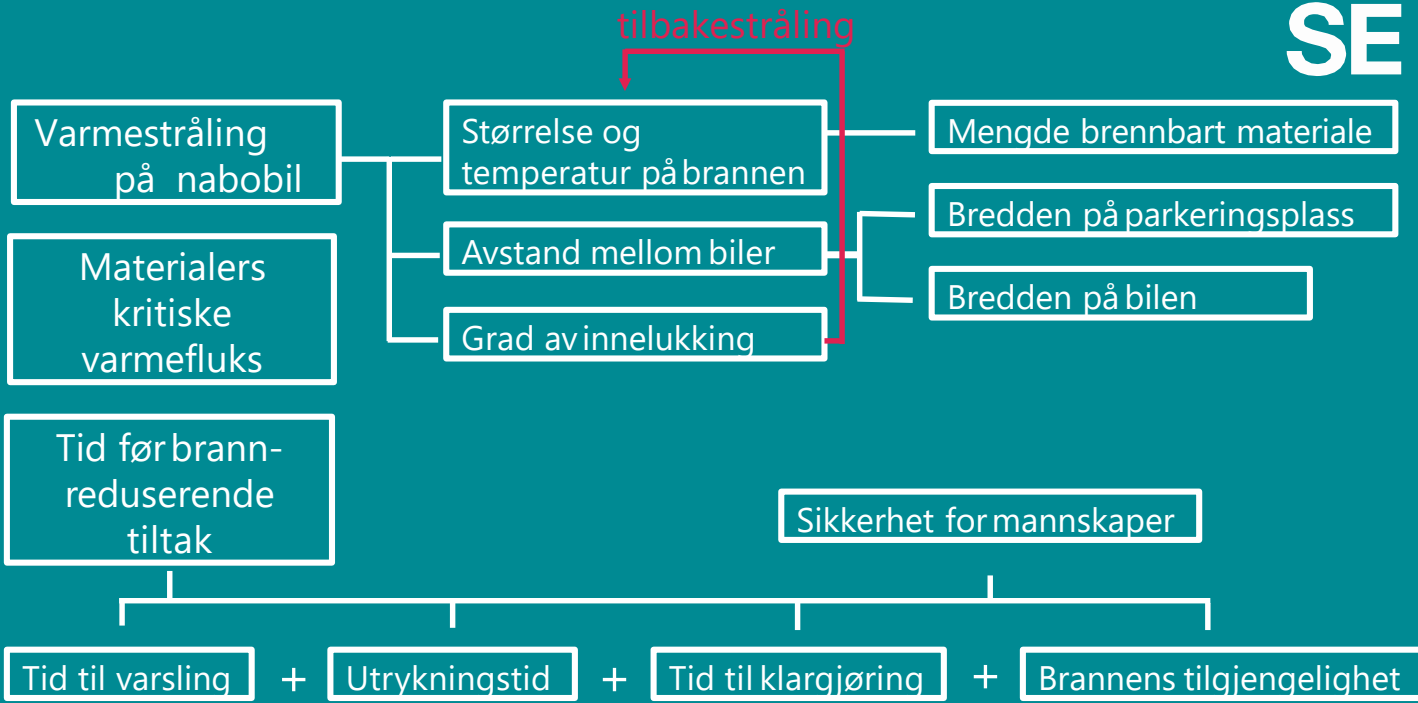 tilbakestråling
SE
Varmestråling
på nabobil
Størrelse og
temperatur på brannen
Mengde brennbart materiale
Bredden på parkeringsplass
Avstand mellom biler
Materialers
kritiske
varmefluks
Bredden på bilen
Grad av innelukking
Tid før brann-
reduserende
tiltak
Sikkerhet for mannskaper
Tid til varsling + Utrykningstid + Tid til klargjøring + Brannens tilgjengelighet